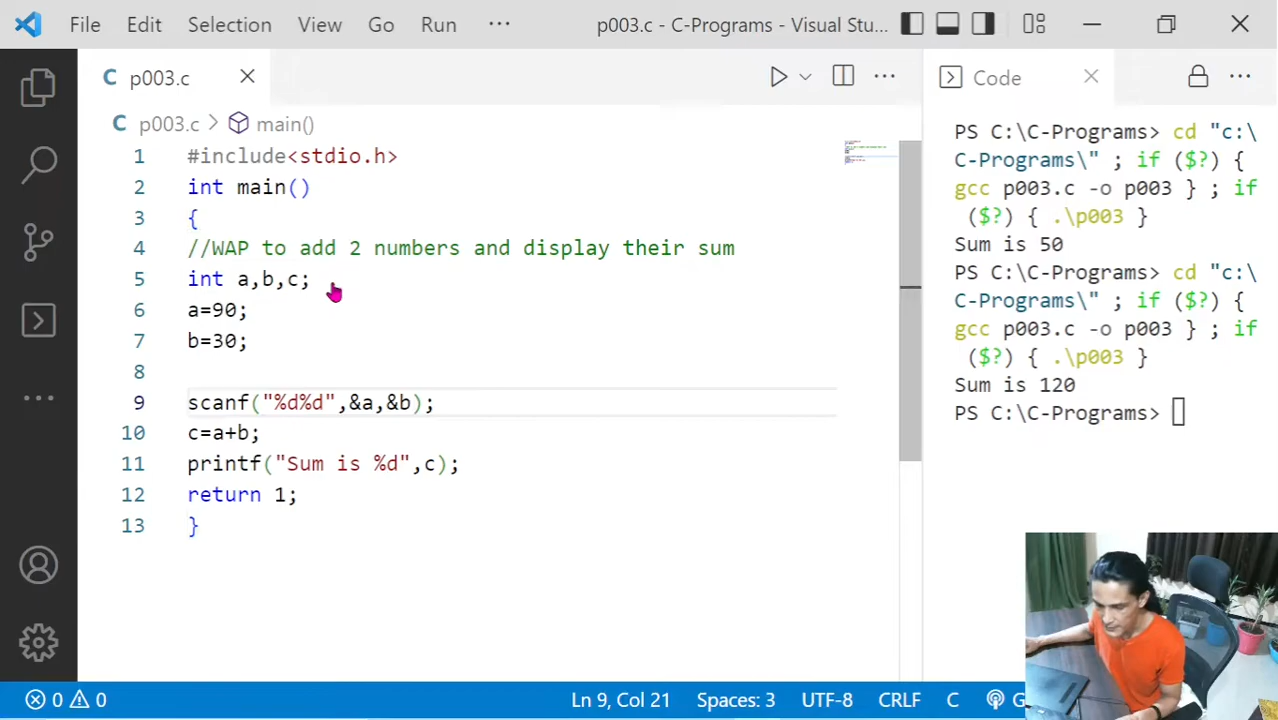 File Edit Selection View Go Run ··· p003.c - C-Programs - Visual Stu...
C p003.c
C p003.c > main()
1 #include<stdio.h>
2 int main()
3 {
4 //WAP to add 2 numbers and display their sum
5 int a,b,c;
6 a=90;
7 b=30;
8
9 scanf("%d%d",&a,&b);
10 c=a+b;
11 printf("Sum is %d",c);
12 return 1;
13 }
Code
PS C:\C-Programs> cd "c:\
C-Programs\" ; if ($?) {
gcc p003.c -o p003 } ; if
($?) { .\p003 }
Sum is 50
PS C:\C-Programs> cd "c:\
C-Programs\" ; if ($?) {
gcc p003.c -o p003 } ; if
($?) { .\p003 }
Sum is 120
PS C:\C-Programs>
0 0 Ln 9, Col 21 Spaces: 3 UTF-8 CRLF C G